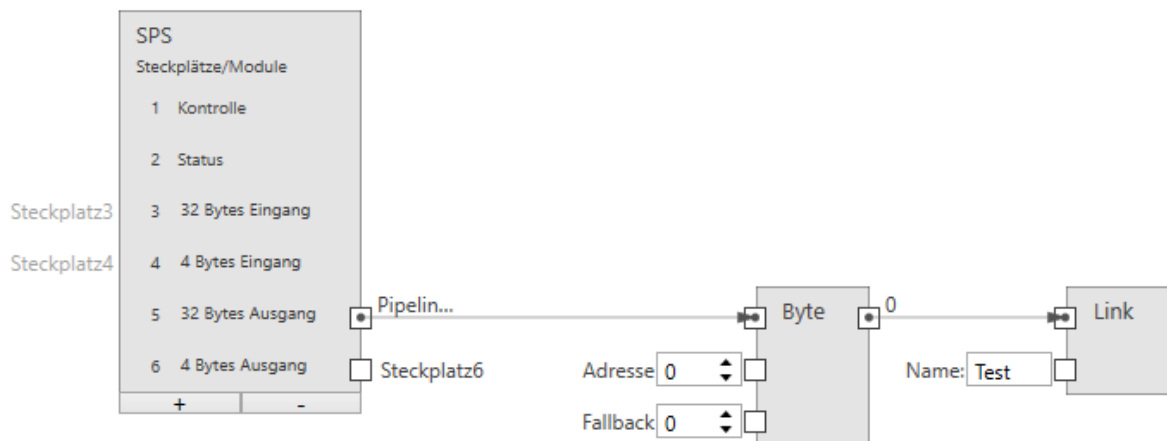 SPS
Steckplätze/Module
1 Kontrolle
2 Status
Steckplatz3 3 32 Bytes Eingang
Steckplatz4 4 4 Bytes Eingang
5 32 Bytes Ausgang Pipelin... Byte 0 Link
6 4 Bytes Ausgang Steckplatz6 Adresse 0 Name: Test
+ -
Fallback 0